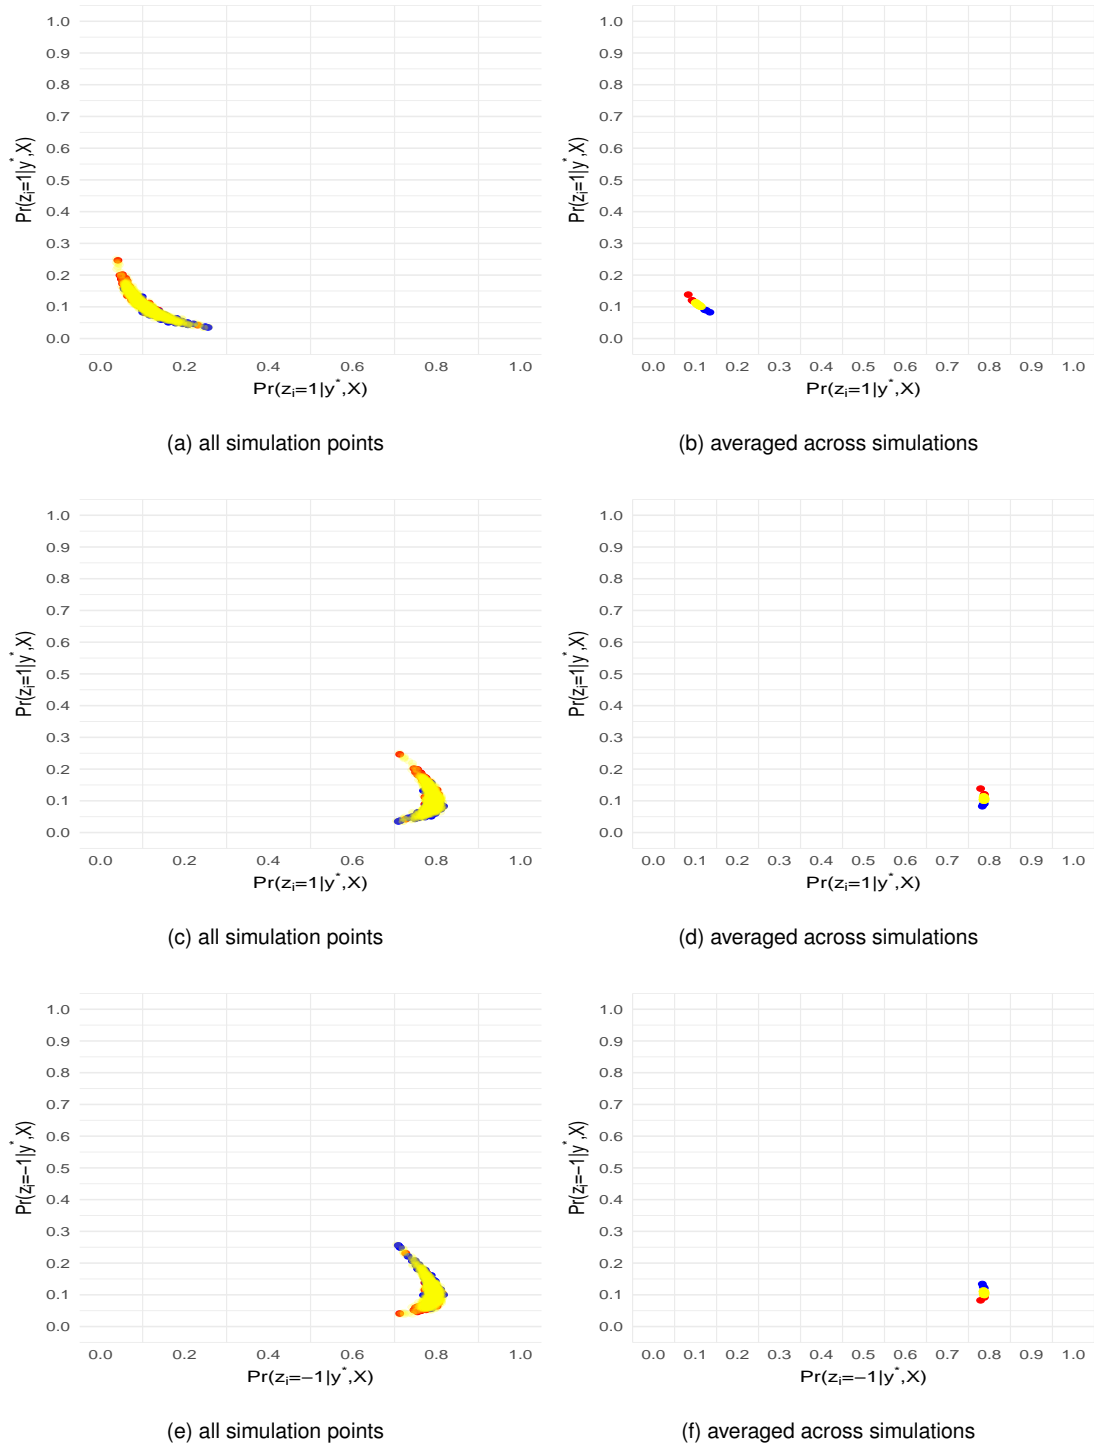 1.0
0.9
0.8
0.7
0.6
0.5
0.4
0.3
0.2
0.1
0.0
Pr(zᵢ=1|y*,X)
0.0 0.2 0.4 0.6 0.8 1.0
Pr(zᵢ=1|y*,X)
(a) all simulation points
1.0
0.9
0.8
0.7
0.6
0.5
0.4
0.3
0.2
0.1
0.0
Pr(zᵢ=1|y*,X)
0.0 0.1 0.2 0.3 0.4 0.5 0.6 0.7 0.8 0.9 1.0
Pr(zᵢ=1|y*,X)
(b) averaged across simulations
1.0
0.9
0.8
0.7
0.6
0.5
0.4
0.3
0.2
0.1
0.0
Pr(zᵢ=1|y*,X)
0.0 0.2 0.4 0.6 0.8 1.0
Pr(zᵢ=1|y*,X)
(c) all simulation points
1.0
0.9
0.8
0.7
0.6
0.5
0.4
0.3
0.2
0.1
0.0
Pr(zᵢ=1|y*,X)
0.0 0.1 0.2 0.3 0.4 0.5 0.6 0.7 0.8 0.9 1.0
Pr(zᵢ=1|y*,X)
(d) averaged across simulations
1.0
0.9
0.8
0.7
0.6
0.5
0.4
0.3
0.2
0.1
0.0
Pr(zᵢ=−1|y*,X)
0.0 0.2 0.4 0.6 0.8 1.0
Pr(zᵢ=−1|y*,X)
(e) all simulation points
1.0
0.9
0.8
0.7
0.6
0.5
0.4
0.3
0.2
0.1
0.0
Pr(zᵢ=−1|y*,X)
0.0 0.1 0.2 0.3 0.4 0.5 0.6 0.7 0.8 0.9 1.0
Pr(zᵢ=−1|y*,X)
(f) averaged across simulations